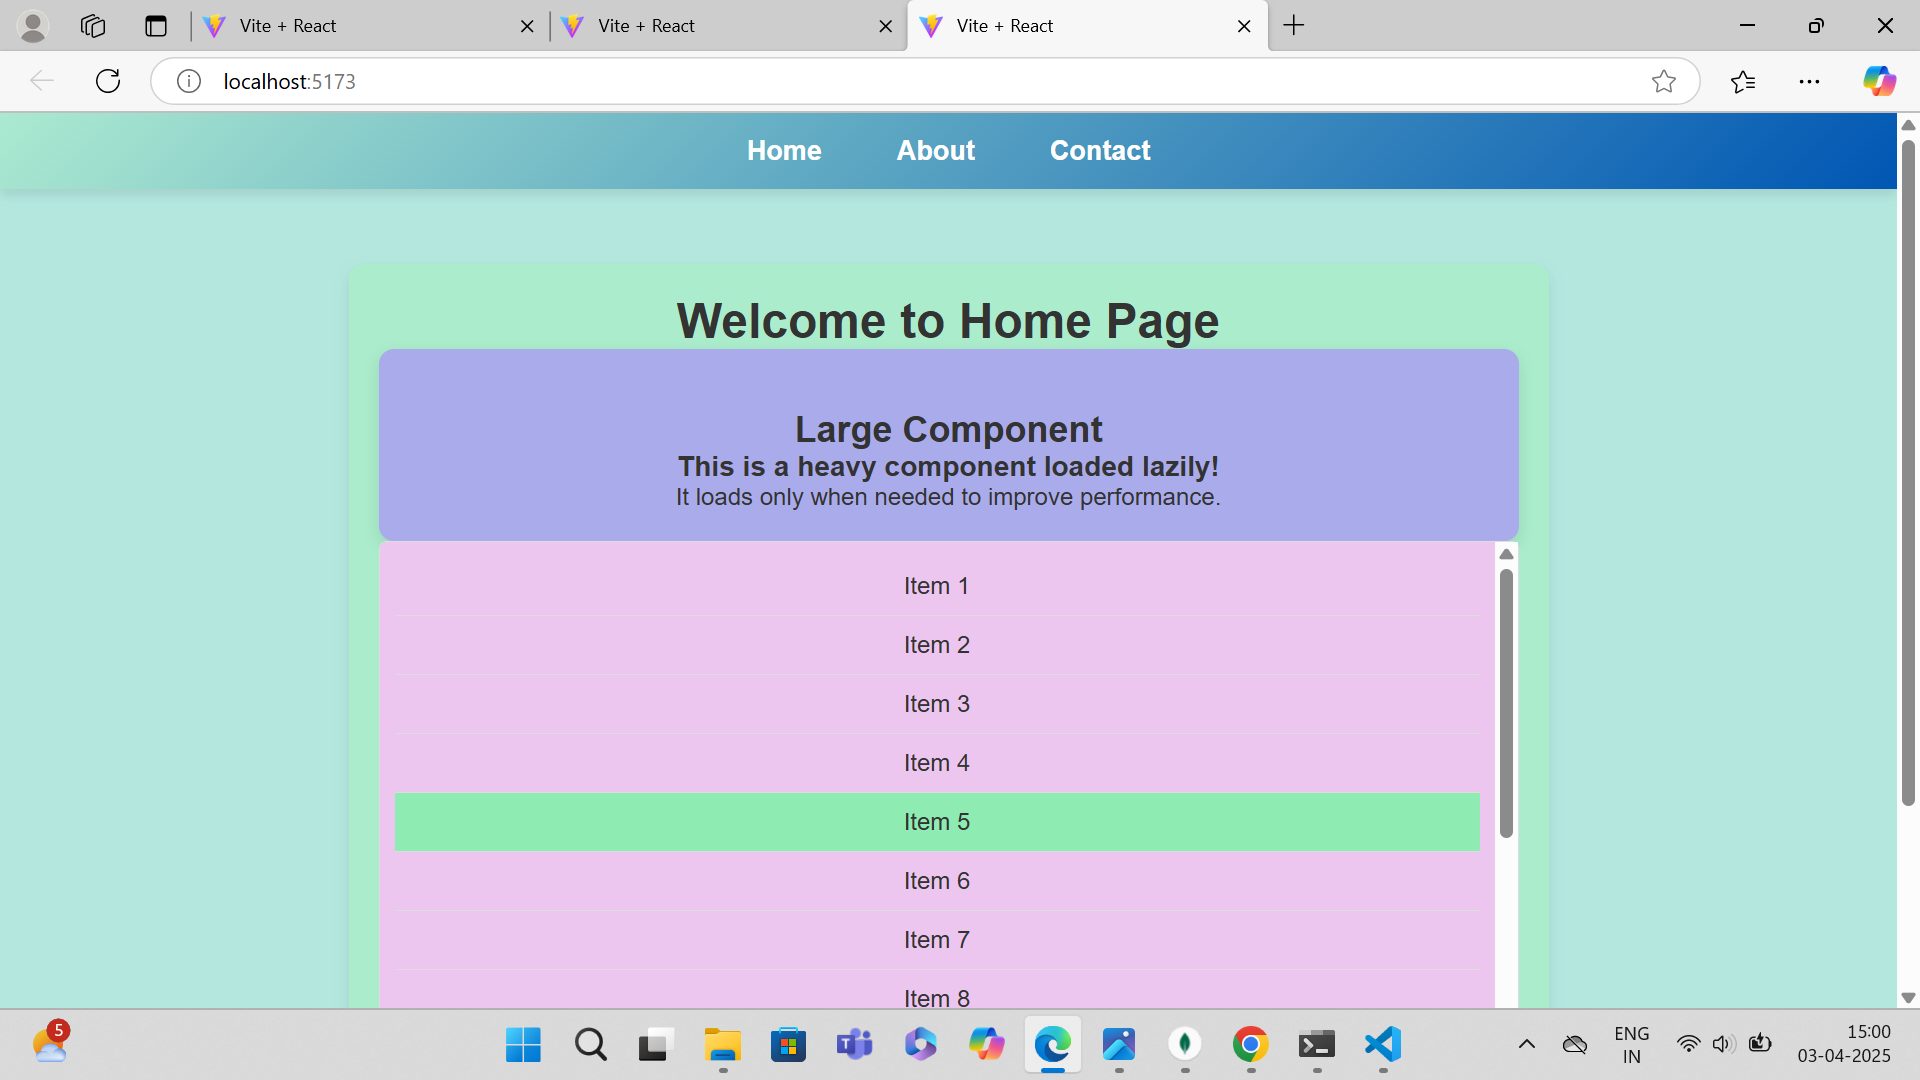 Vite + React
Vite + React
Vite + React
localhost:5173
Home About Contact
Welcome to Home Page
Large Component
This is a heavy component loaded lazily!
It loads only when needed to improve performance.
Item 1
Item 2
Item 3
Item 4
Item 5
Item 6
Item 7
Item 8
5
T
ENG
IN
15:00
03-04-2025